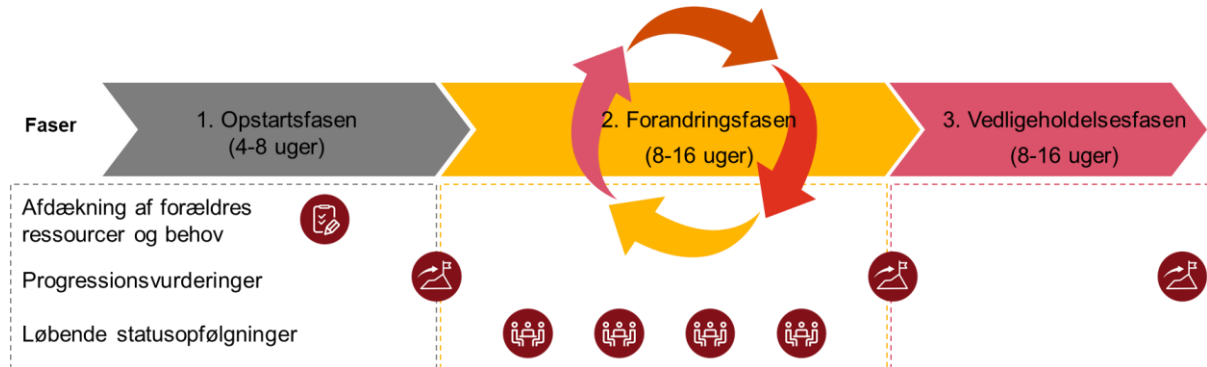 Faser
1. Opstartsfasen
(4-8 uger)
2. Forandringsfasen
(8-16 uger)
3. Vedligeholdelsesfasen
(8-16 uger)
Afdækning af forældres
ressourcer og behov
Progressionsvurderinger
Løbende statusopfølgninger